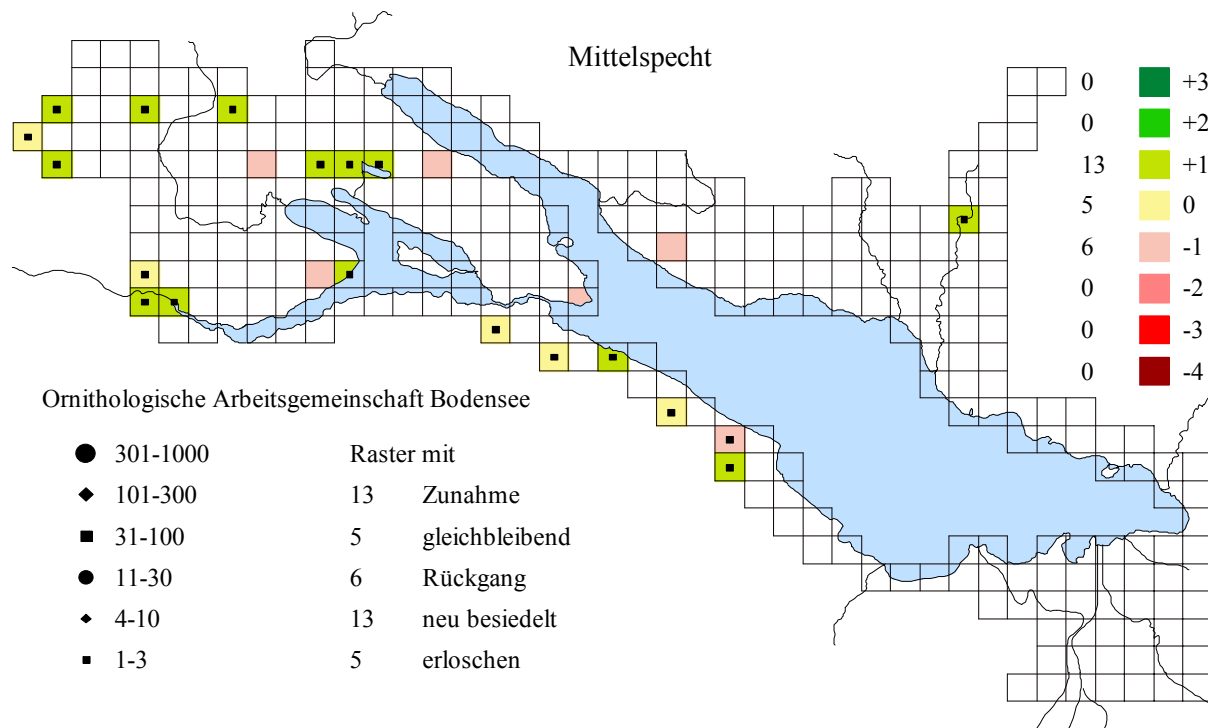 Mittelspecht
0 +3
0 +2
13 +1
5 0
6 -1
0 -2
0 -3
0 -4
Ornithologische Arbeitsgemeinschaft Bodensee
301-1000 Raster mit
101-300 13 Zunahme
31-100 5 gleichbleibend
11-30 6 Rückgang
4-10 13 neu besiedelt
1-3 5 erloschen